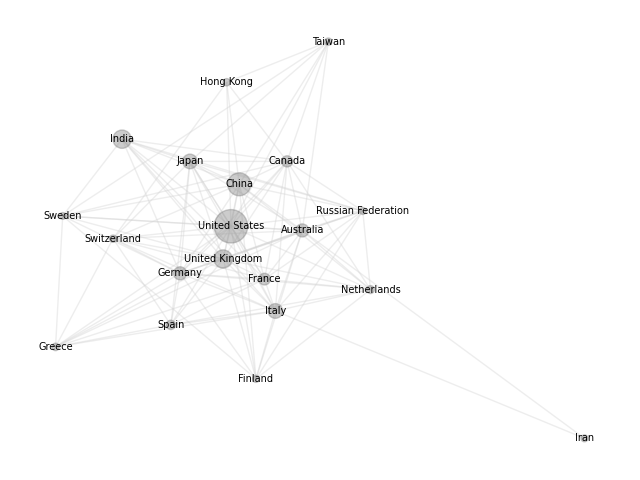 Taiwan
Hong Kong
India
Japan
Canada
China
Sweden
Russian Federation
United States
Australia
Switzerland
United Kingdom
Germany
France
Netherlands
Italy
Spain
Greece
Finland
Iran